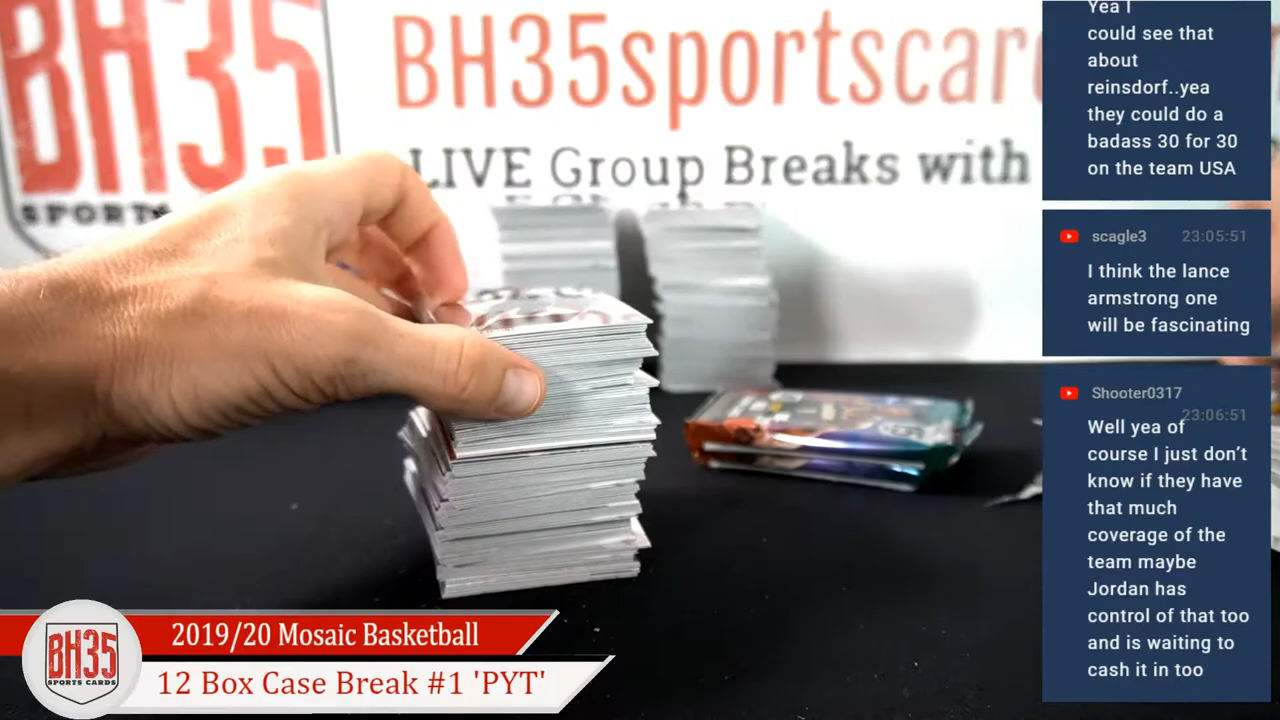 BH35
SPORTS
BH35sportscar
LIVE Group Breaks with
Yea I
could see that
about
reinsdorf..yea
they could do a
badass 30 for 30
on the team USA
scagle3 23:05:51
I think the lance
armstrong one
will be fascinating
Shooter0317
23:06:51
Well yea of
course I just don't
know if they have
that much
coverage of the
team maybe
Jordan has
control of that too
and is waiting to
cash it in too
BH35
SPORTS CARDS
2019/20 Mosaic Basketball
12 Box Case Break #1 'PYT'